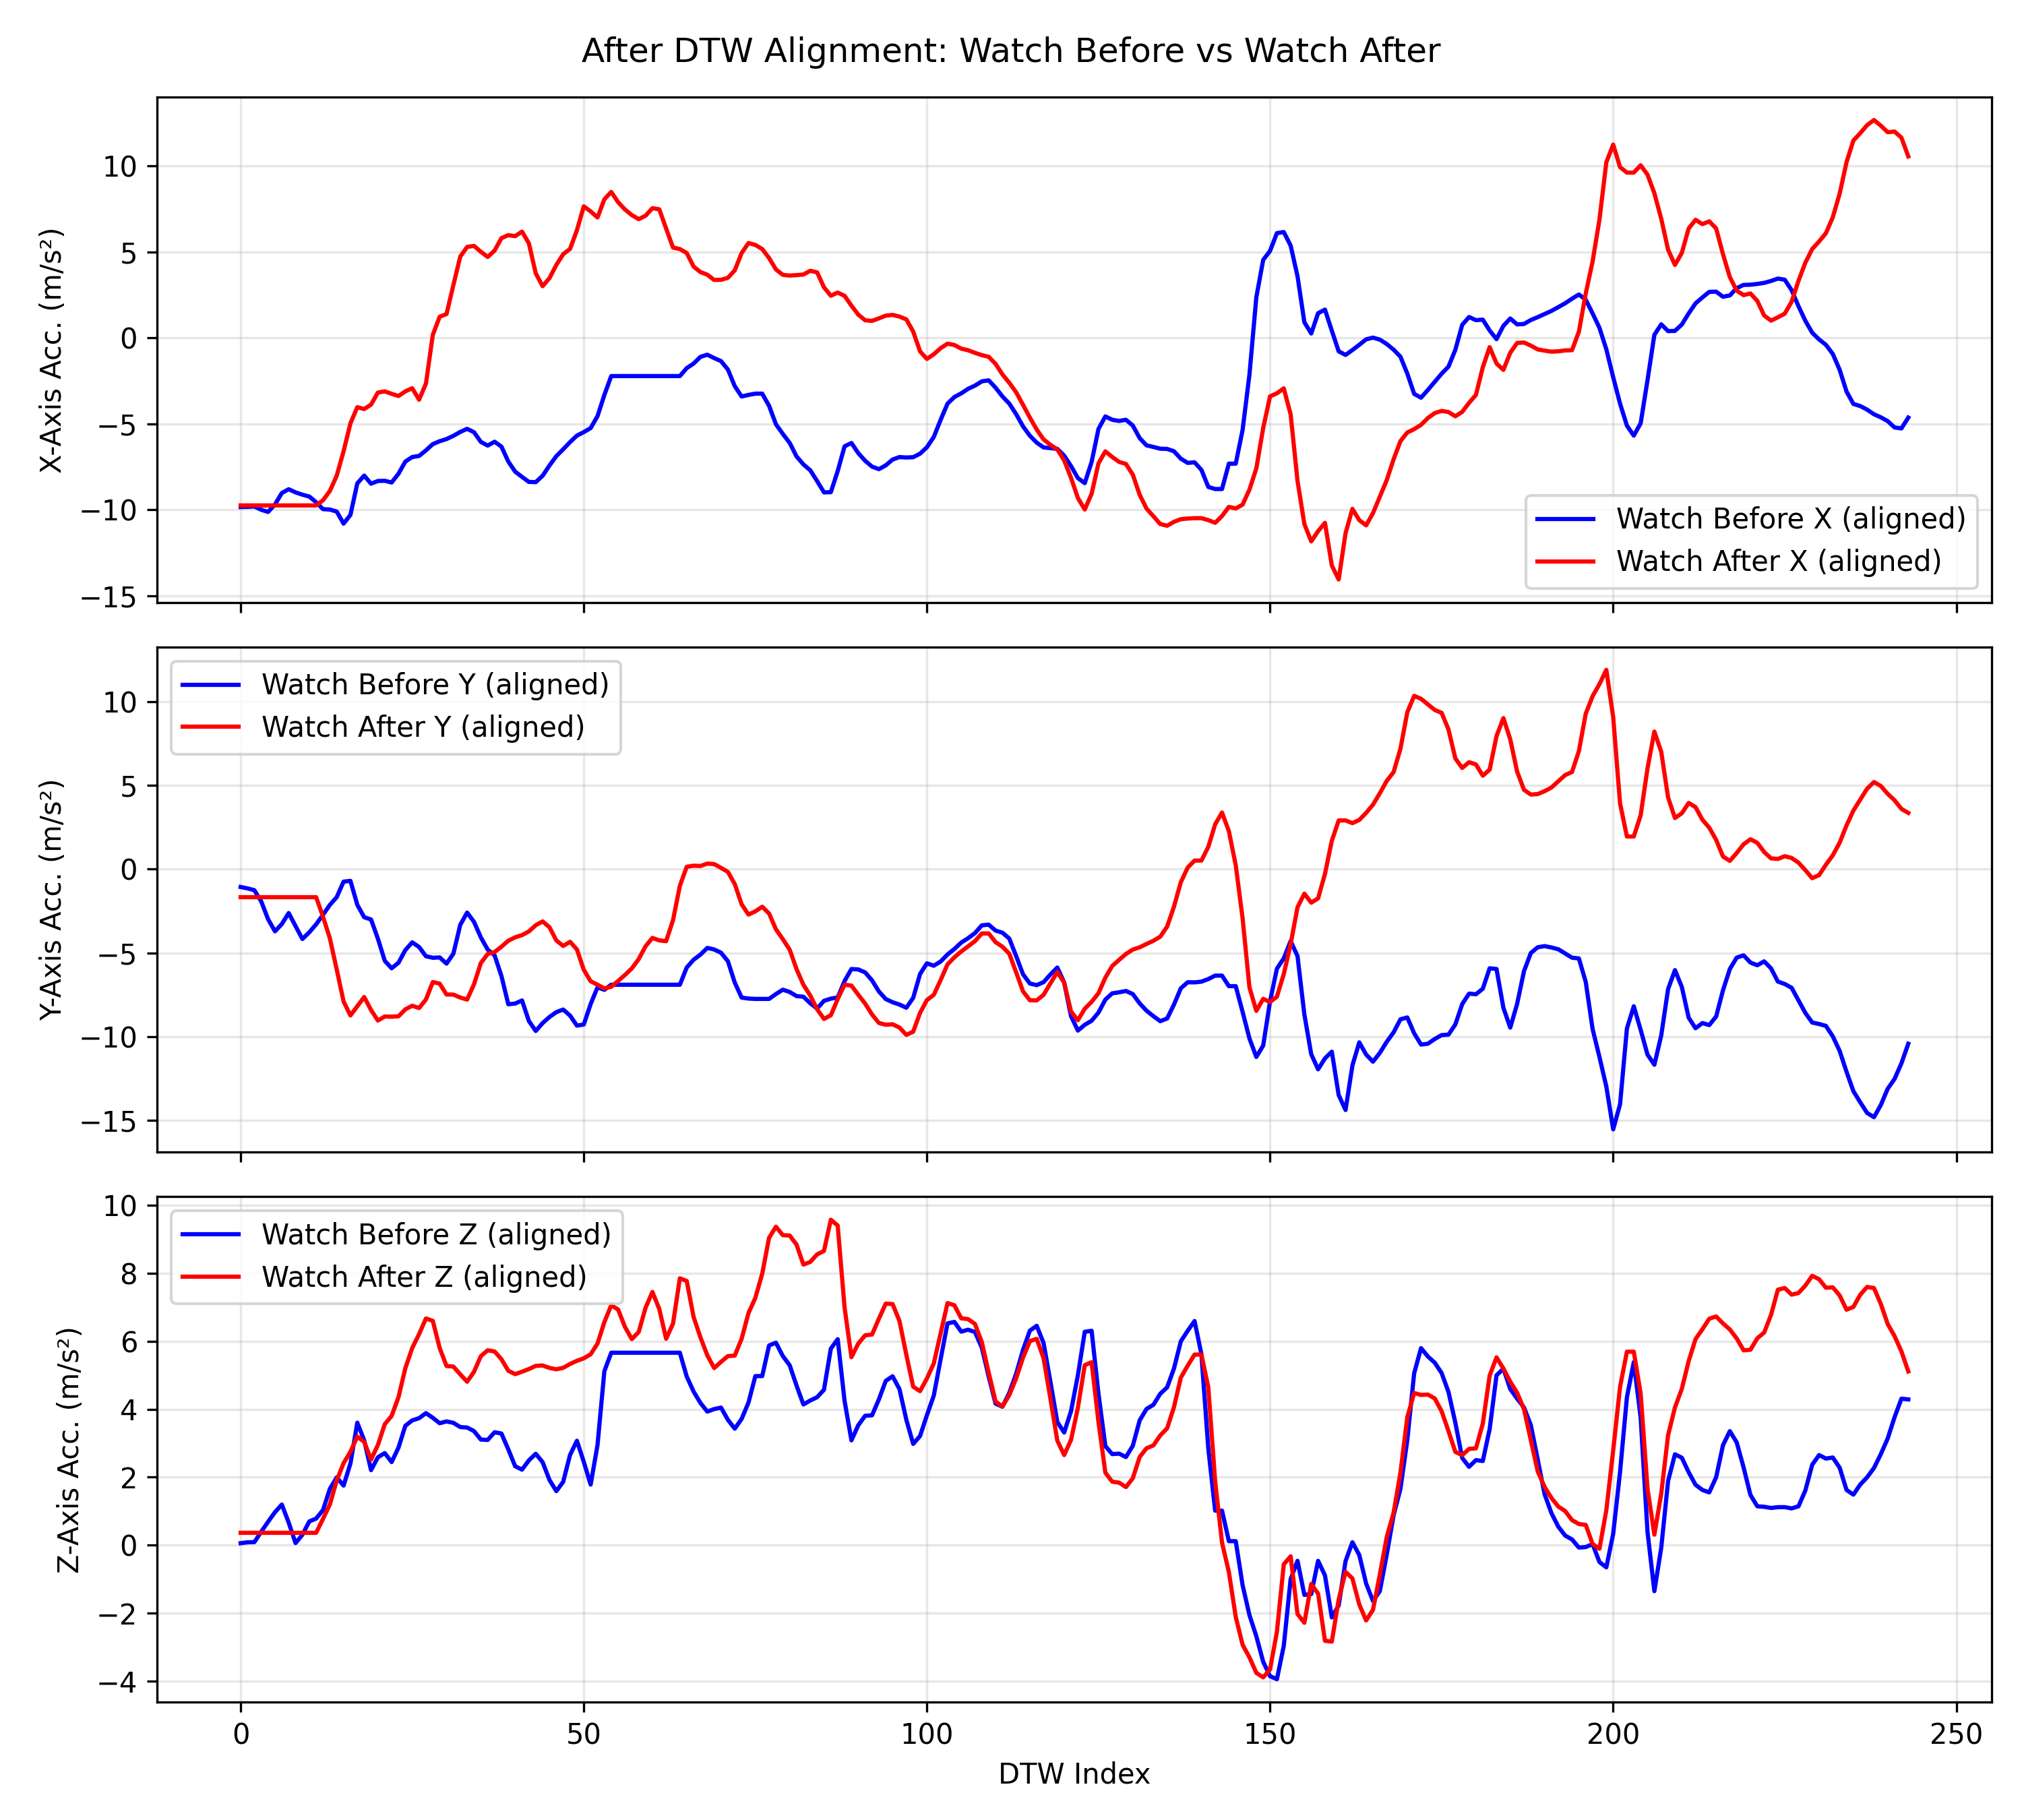 After DTW Alignment: Watch Before vs Watch After
10
5
0
−5
−10
−15
X-Axis Acc. (m/s²)
Watch Before X (aligned)
Watch After X (aligned)
10
5
0
−5
−10
−15
Y-Axis Acc. (m/s²)
Watch Before Y (aligned)
Watch After Y (aligned)
10
8
6
4
2
0
−2
−4
Z-Axis Acc. (m/s²)
Watch Before Z (aligned)
Watch After Z (aligned)
0 50 100 150 200 250
DTW Index